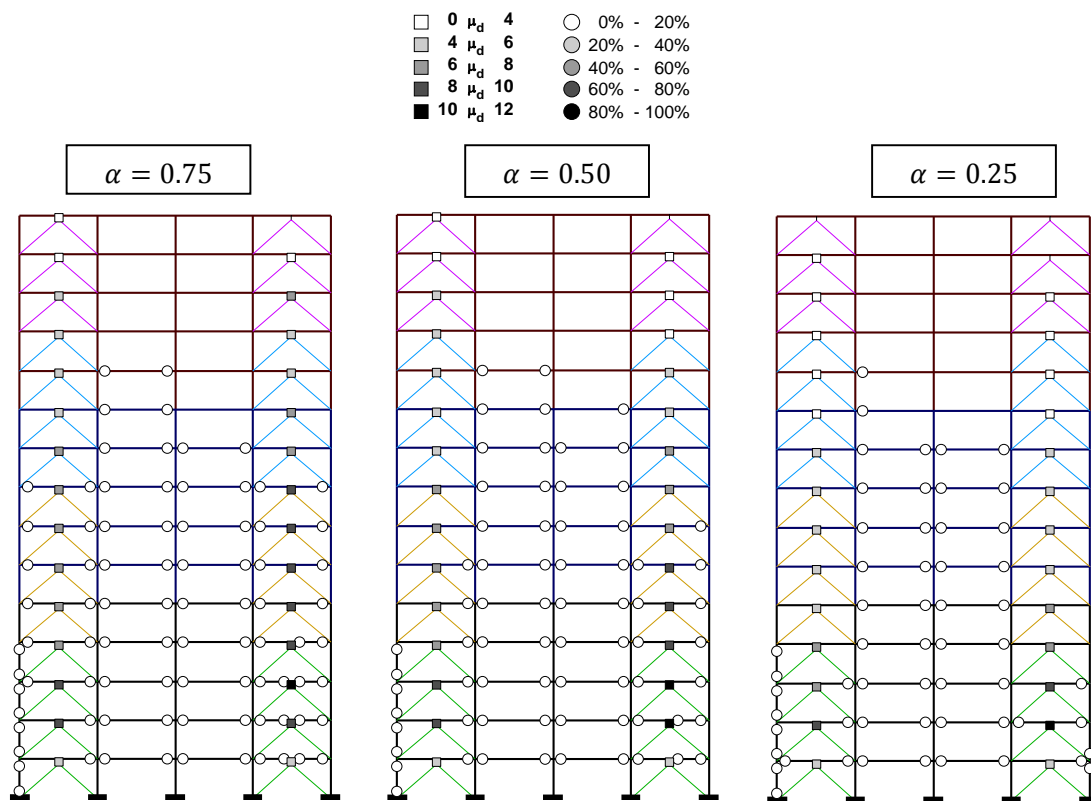 0 μd 4 0% - 20%
4 μd 6 20% - 40%
6 μd 8 40% - 60%
8 μd 10 60% - 80%
10 μd 12 80% - 100%
α = 0.75 α = 0.50 α = 0.25